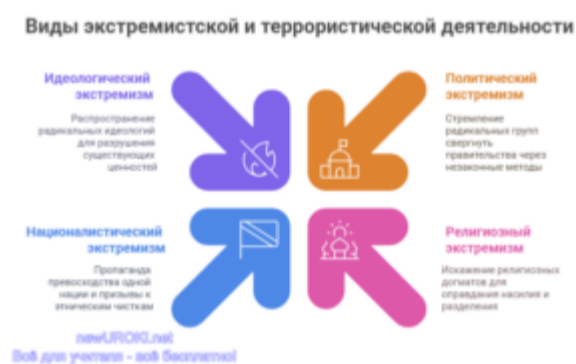 Виды экстремистской и террористической деятельности
Идеологический
экстремизм
Распространение
радикальных идеологий
для разрушения
существующих
ценностей
Политический
экстремизм
Стремление
радикальных групп
свергнуть
правительства через
незаконные методы
Националистический
экстремизм
Пропаганда
превосходства одной
нации и призывы к
этническим чисткам
Религиозный
экстремизм
Искажение религиозных
догматов для
оправдания насилия и
разделения
newUROKI.net
Всё для учителя - всё бесплатно!